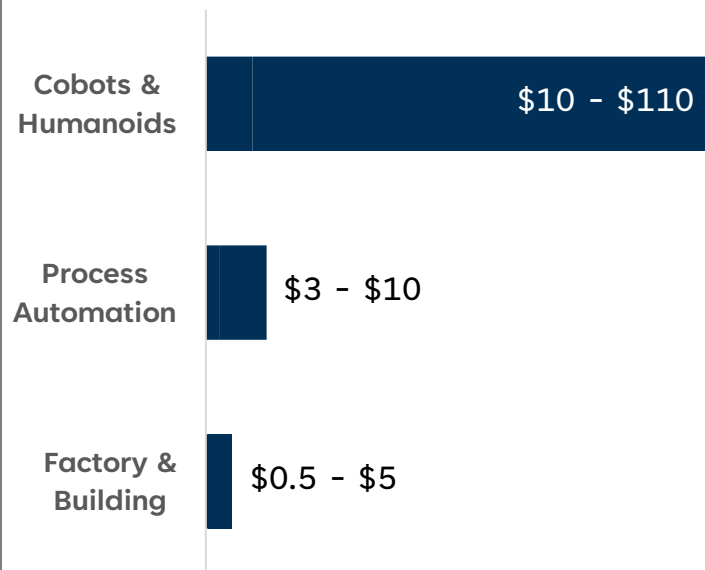 Cobots &
Humanoids
$10 - $110
Process
Automation
$3 - $10
Factory &
Building
$0.5 - $5